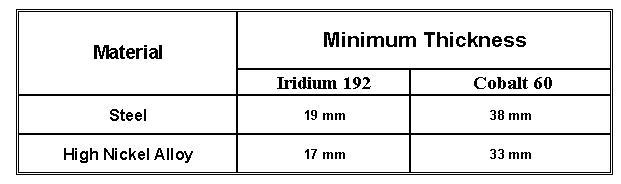 Material
Minimum Thickness
Iridium 192
Cobalt 60
Steel
19 mm
38 mm
High Nickel Alloy
17 mm
33 mm